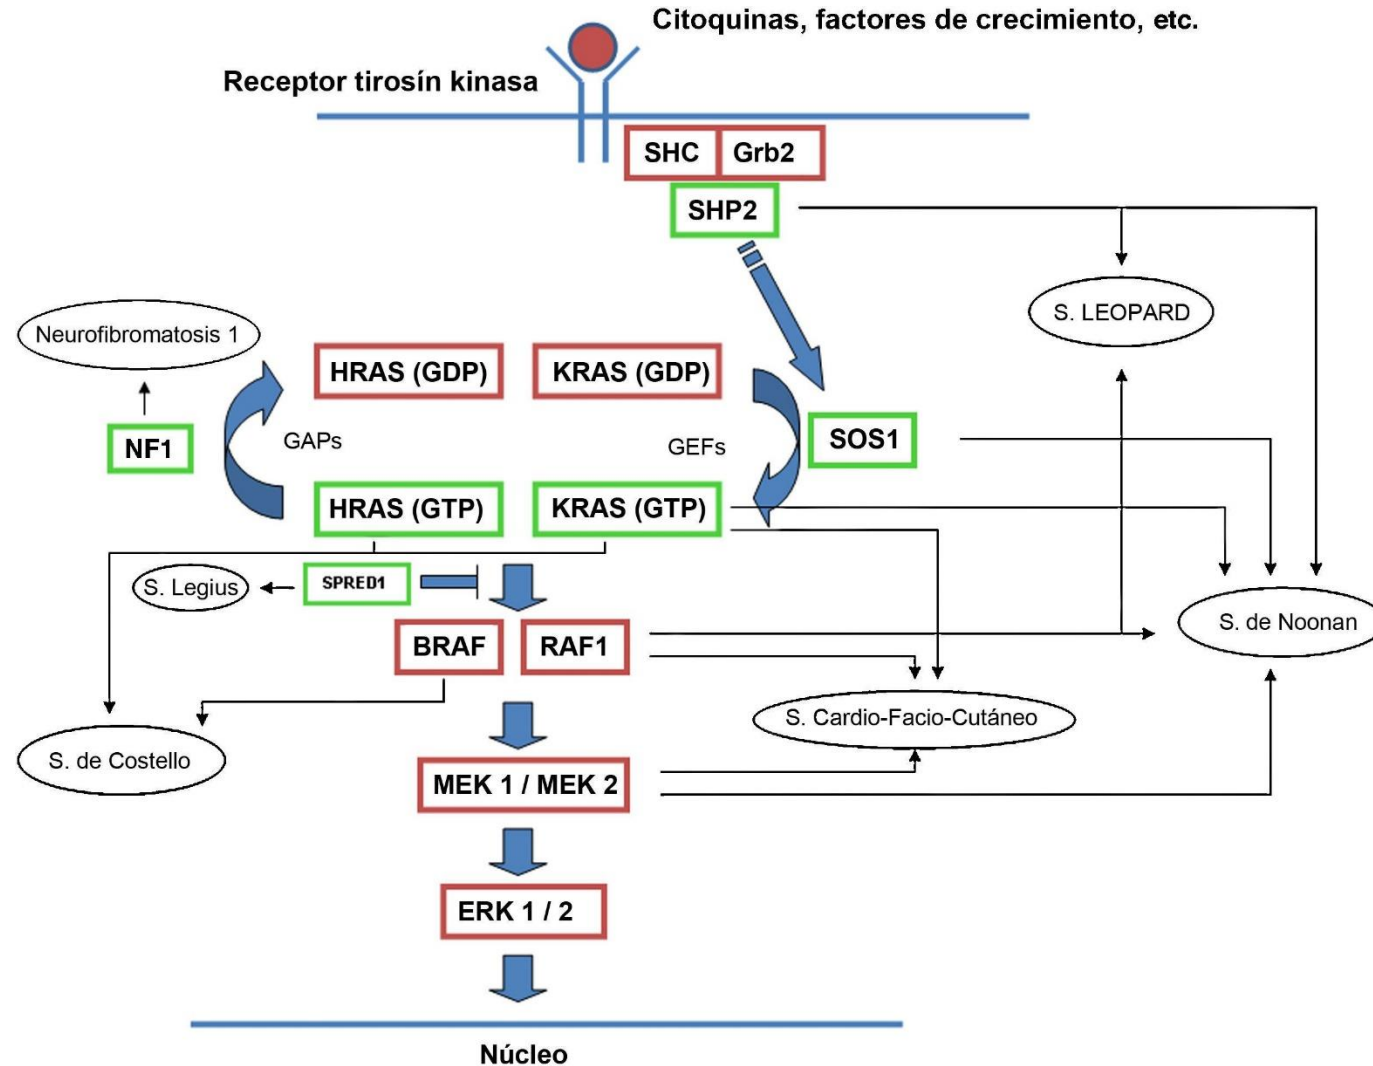 Citoquinas, factores de crecimiento, etc.
Receptor tirosín kinasa
SHC
Grb2
SHP2
S. LEOPARD
Neurofibromatosis 1
HRAS (GDP)
KRAS (GDP)
NF1
GAPs
GEFs
SOS1
HRAS (GTP)
KRAS (GTP)
S. Legius
SPRED1
S. de Noonan
BRAF
RAF1
S. Cardio-Facio-Cutáneo
S. de Costello
MEK 1 / MEK 2
ERK 1 / 2
Núcleo